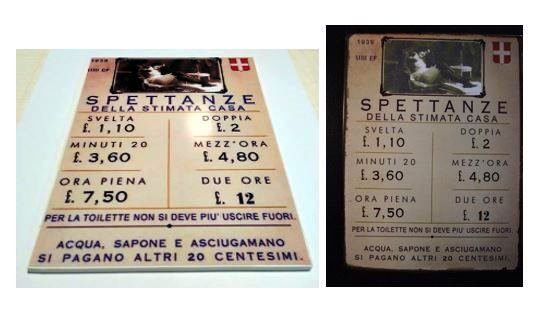 1939
SPETTANZE
DELLA STIMATA CASA
SVELTA
£. 1,10
DOPPIA
£. 2
MINUTI 20
£. 3,60
MEZZ'ORA
£. 4,80
ORA PIENA
£. 7,50
DUE ORE
£. 12
PER LA TOILETTE NON SI DEVE PIU' USCIRE FUORI.
ACQUA, SAPONE E ASCIUGAMANO
SI PAGANO ALTRI 20 CENTESIMI.
1939
SPETTANZE
DELLA STIMATA CASA
SVELTA
£. 1,10
DOPPIA
£. 2
MINUTI 20
£. 3,60
MEZZ'ORA
£. 4,80
ORA PIENA
£. 7,50
DUE ORE
£. 12
PER LA TOILETTE NON SI DEVE PIU' USCIRE FUORI.
ACQUA, SAPONE E ASCIUGAMANO
SI PAGANO ALTRI 20 CENTESIMI.